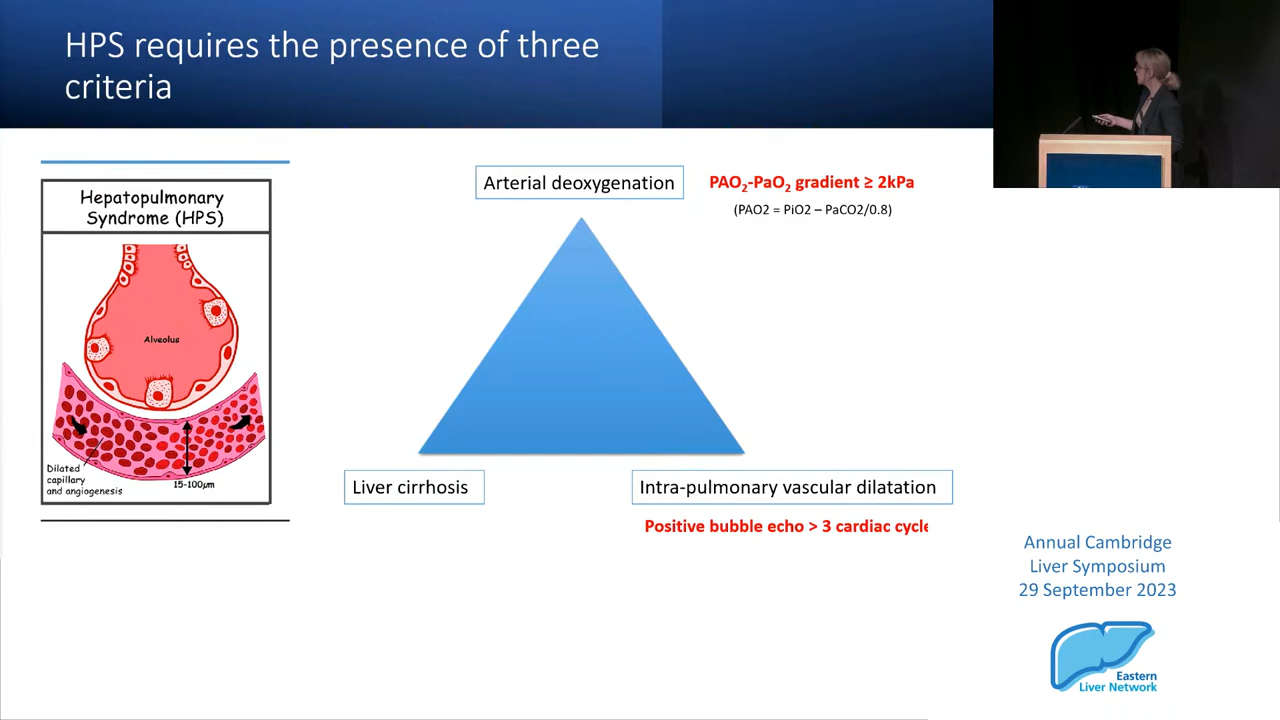 HPS requires the presence of three
criteria
Hepatopulmonary
Syndrome (HPS)
Alveolus
Dilated
capillary
and angiogenesis
15-100μm
Arterial deoxygenation
PAO₂-PaO₂ gradient ≥ 2kPa
(PAO2 = PiO2 – PaCO2/0.8)
Liver cirrhosis
Intra-pulmonary vascular dilatation
Positive bubble echo > 3 cardiac cycle
Annual Cambridge
Liver Symposium
29 September 2023
Eastern
Liver Network